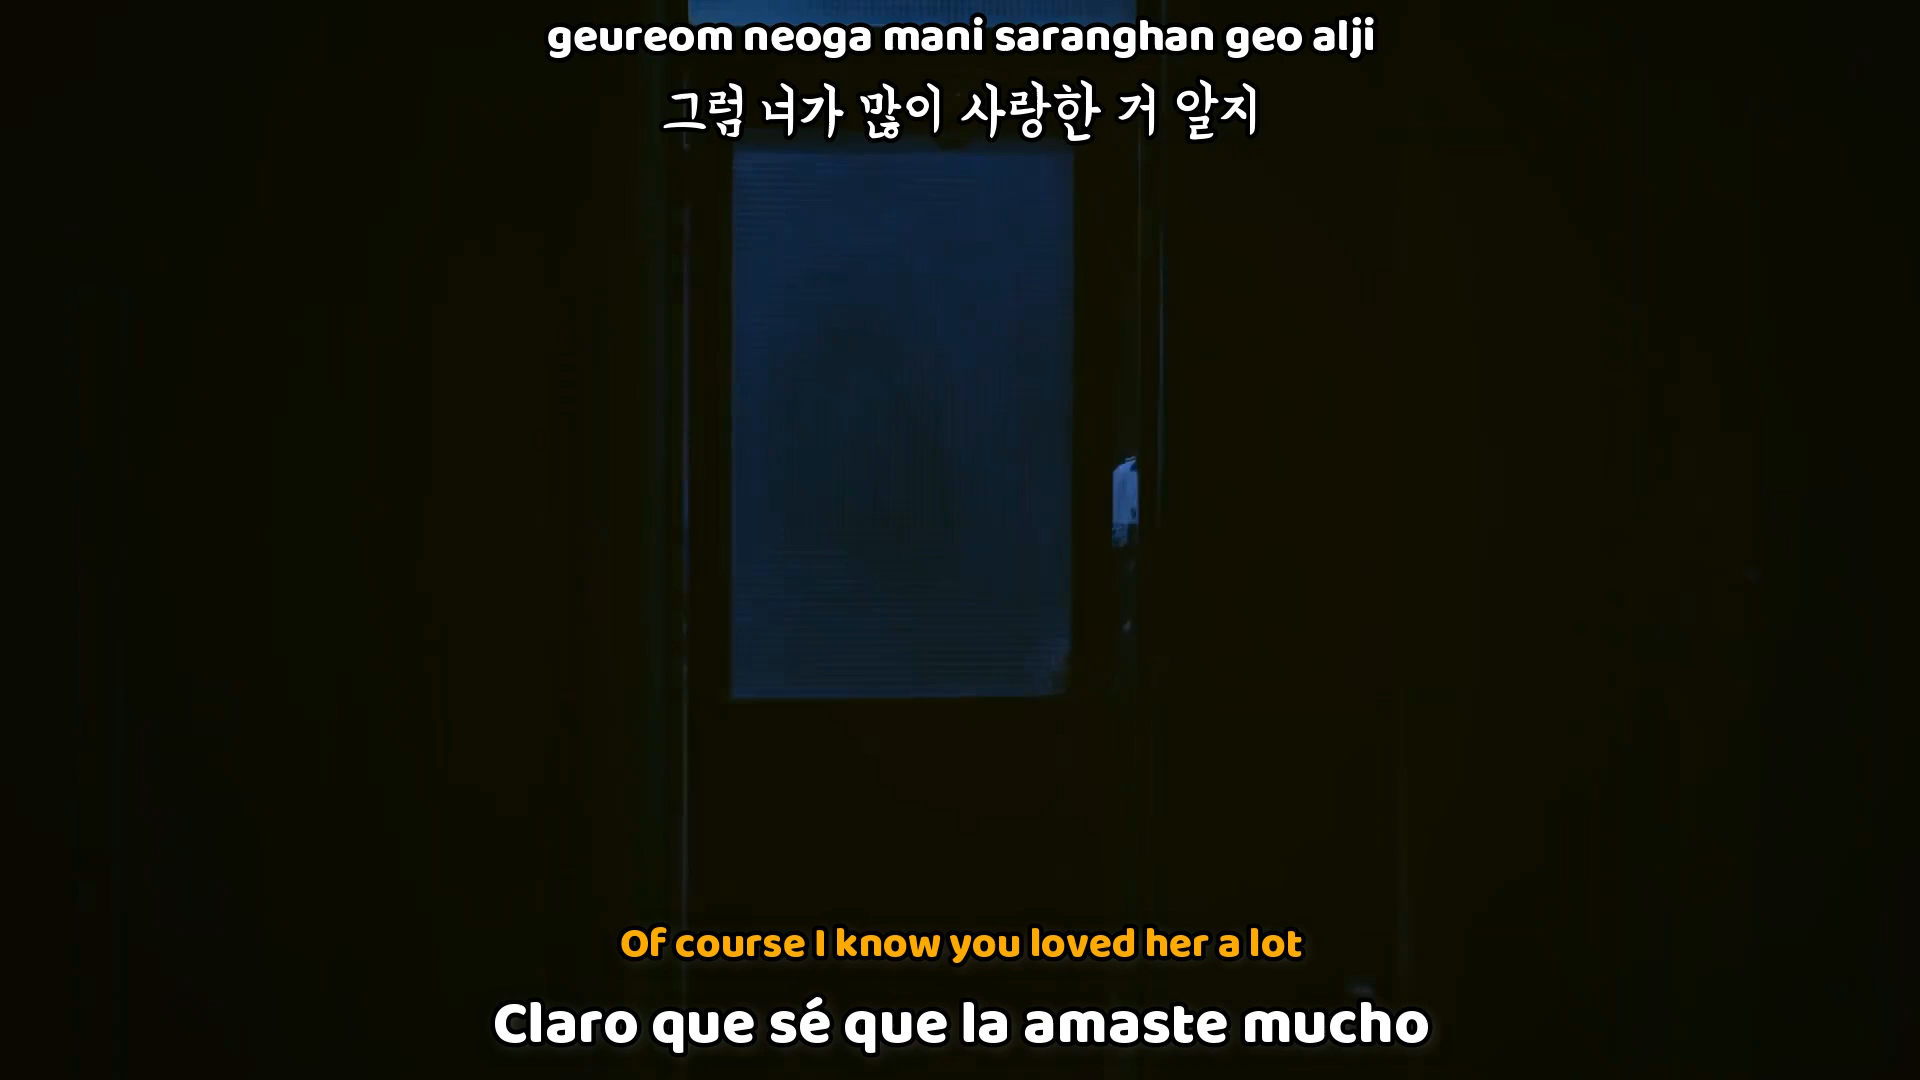 geureom neoga mani saranghan geo alji
그럼 너가 많이 사랑한 거 알지
Of course I know you loved her a lot
Claro que sé que la amaste mucho